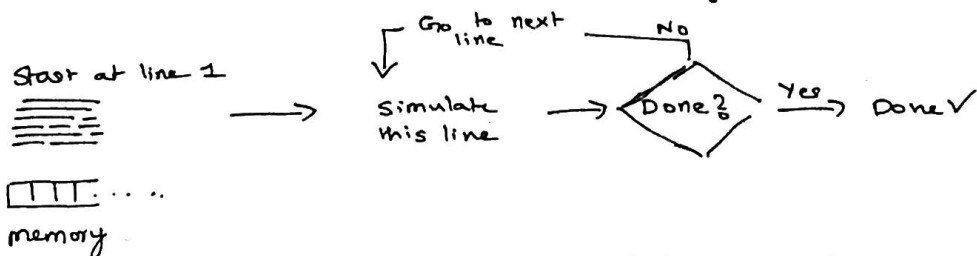 Go to next
line
No
Start at line 1
simulate
this line
Done?
Yes
Done ✓
memory